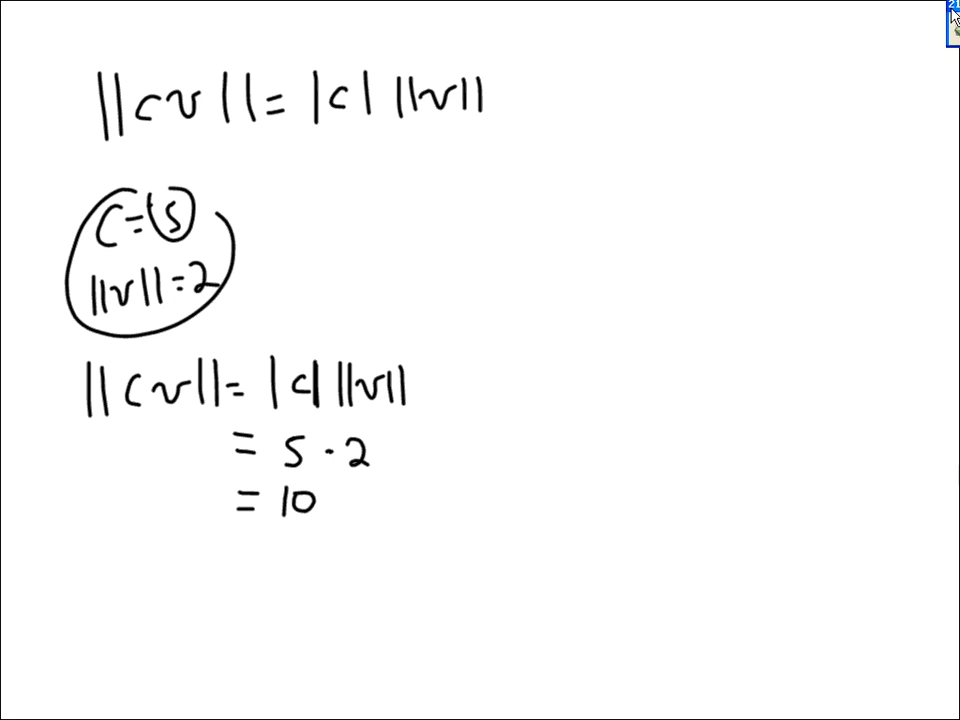 ||cv|| = |c| ||v||
c = 5
||v|| = 2
||cv|| = |c| ||v||
= 5 · 2
= 10